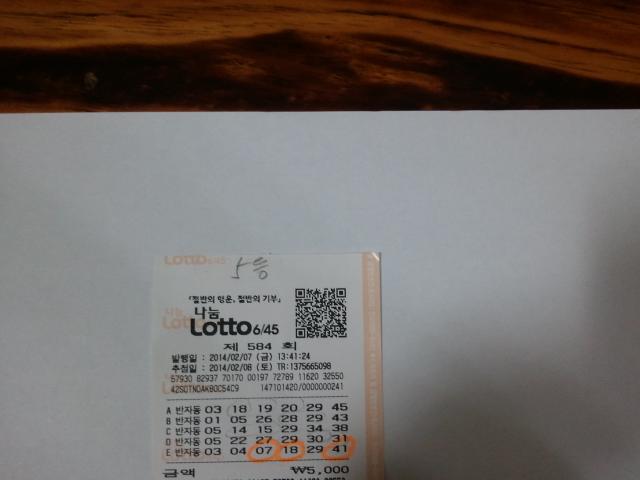 LOTTO 6/45
5등
「절반의 행운, 절반의 기부」
나눔
Lotto 6/45
제 584 회
발행일 : 2014/02/07 (금) 13:41:24
추첨일 : 2014/02/08 (토) TR:1375665098
57930 82937 70170 00197 72789 11620 32550
147101420/0000000241
A 반자동 03 18 19 20 29 45
B 반자동 01 05 26 28 29 43
C 반자동 05 14 15 29 34 38
D 반자동 05 22 27 29 30 31
E 반자동 03 04 07 18 29 41
금액 ₩5,000